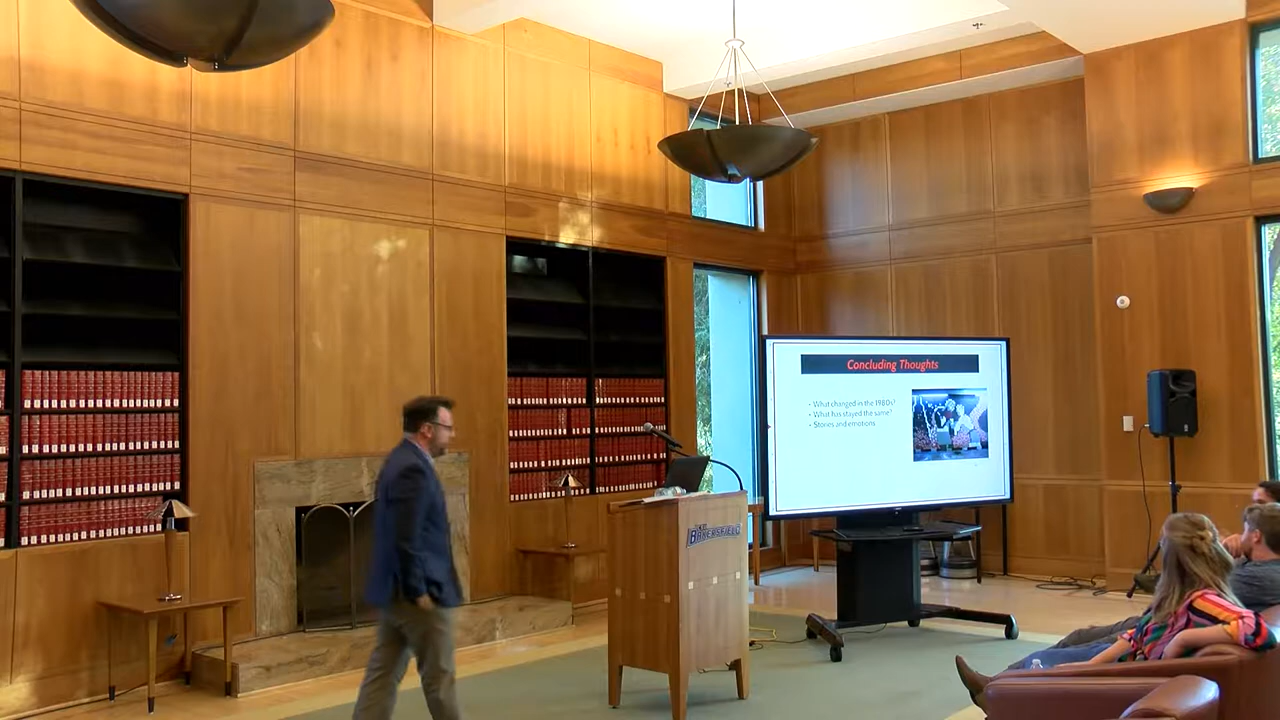 Concluding Thoughts
• What changed in the 1980s?
• What has stayed the same?
• Stories and emotions
BAKERSFIELD